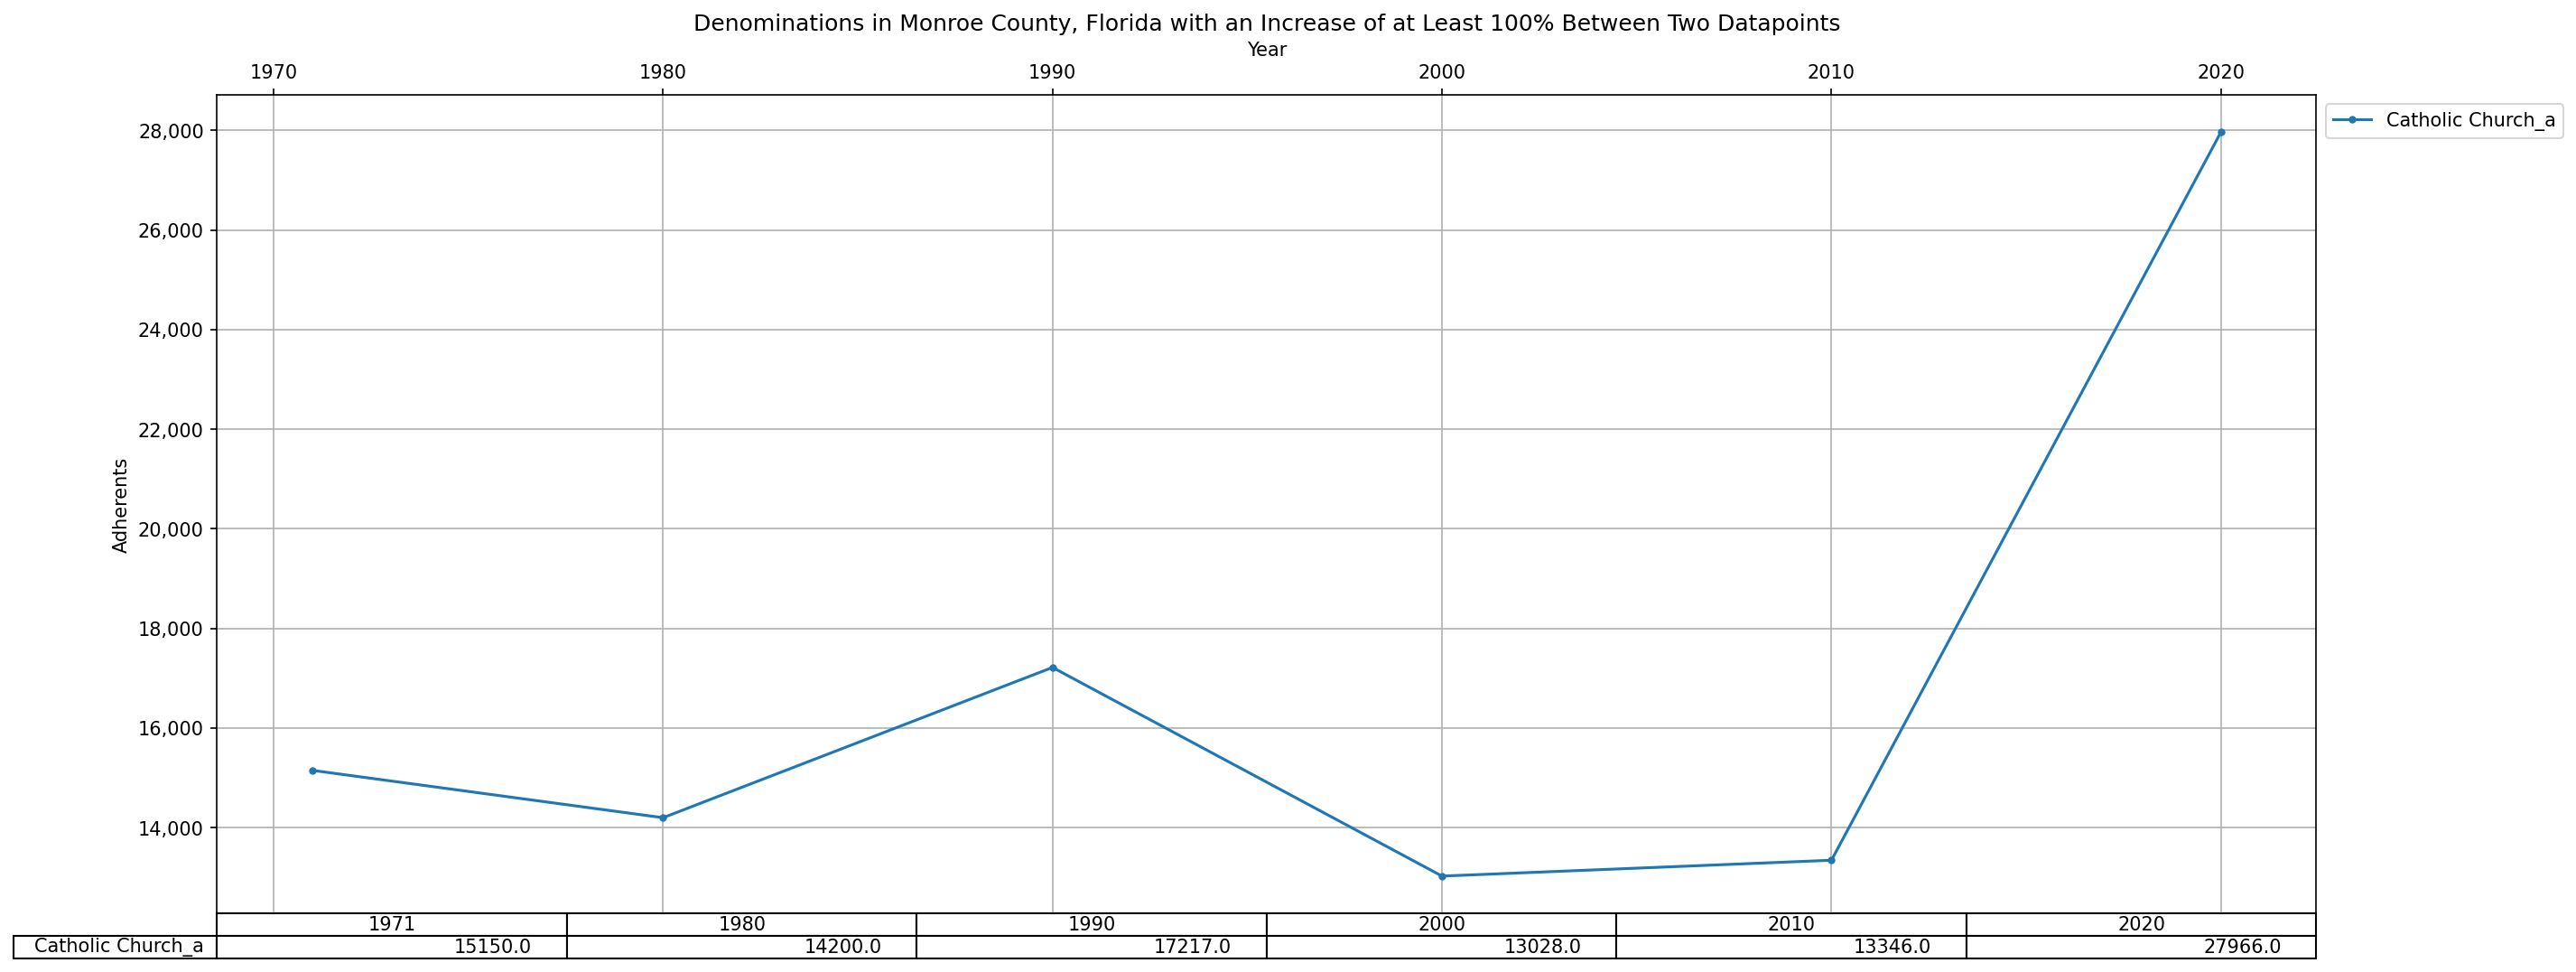 Denominations in Monroe County, Florida with an Increase of at Least 100% Between Two Datapoints
Year
1970 1980 1990 2000 2010 2020
Catholic Church_a
28,000
26,000
24,000
22,000
20,000
18,000
16,000
14,000
Adherents
1971 1980 1990 2000 2010 2020
Catholic Church_a 15150.0 14200.0 17217.0 13028.0 13346.0 27966.0